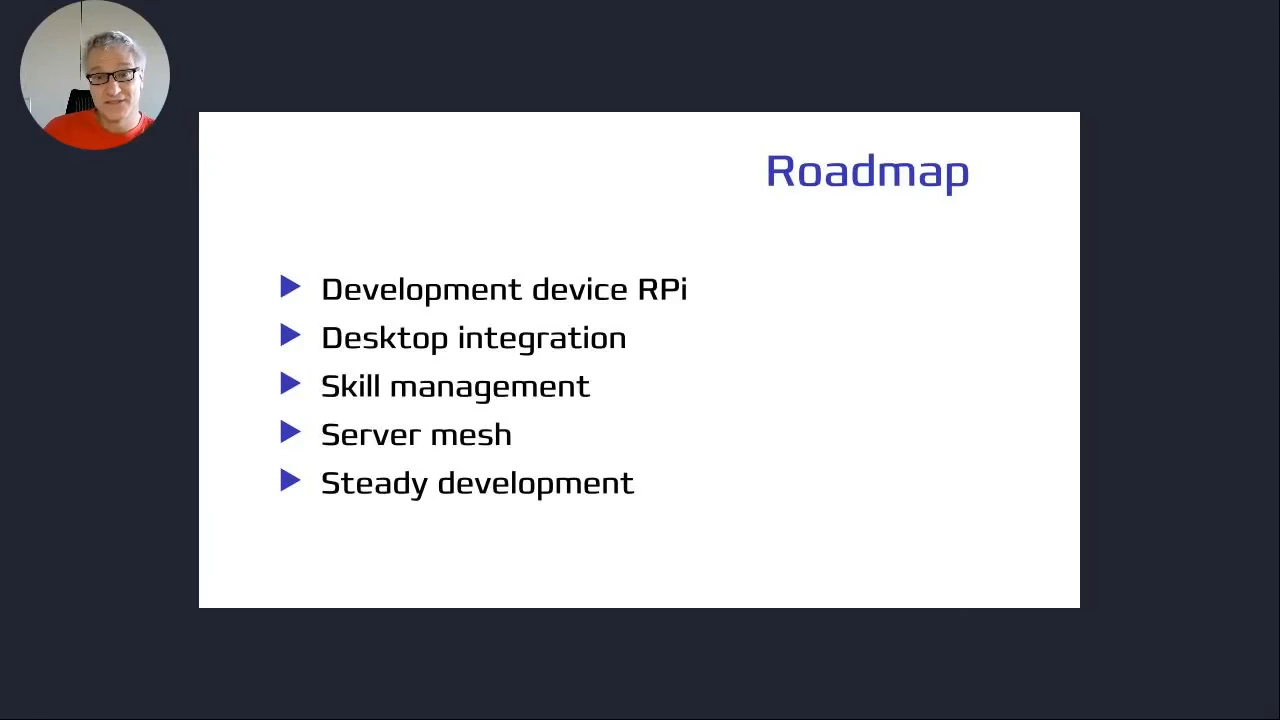 Roadmap
Development device RPi
Desktop integration
Skill management
Server mesh
Steady development